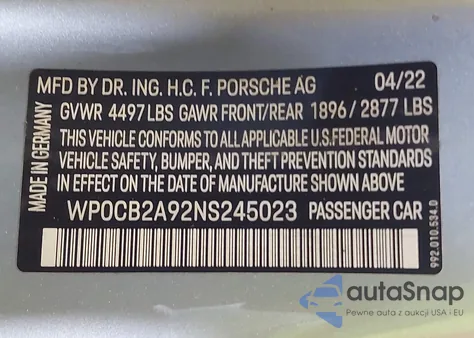 MFD BY DR. ING. H.C. F. PORSCHE AG 04/22
GVWR 4497 LBS GAWR FRONT/REAR 1896/2877 LBS
THIS VEHICLE CONFORMS TO ALL APPLICABLE U.S.FEDERAL MOTOR
VEHICLE SAFETY, BUMPER, AND THEFT PREVENTION STANDARDS
IN EFFECT ON THE DATE OF MANUFACTURE SHOWN ABOVE
WP0CB2A92NS245023 PASSENGER CAR
MADE IN GERMANY
992.010.534.D
autoSnap
Pewne auta z aukcji USA i EU